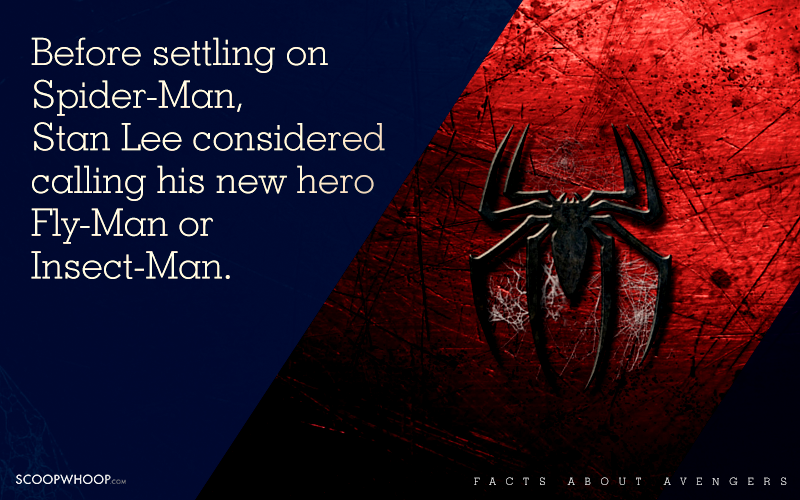 Before settling on
Spider-Man,
Stan Lee considered
calling his new hero
Fly-Man or
Insect-Man.
SCOOPWHOOP.COM
FACTS ABOUT AVENGERS